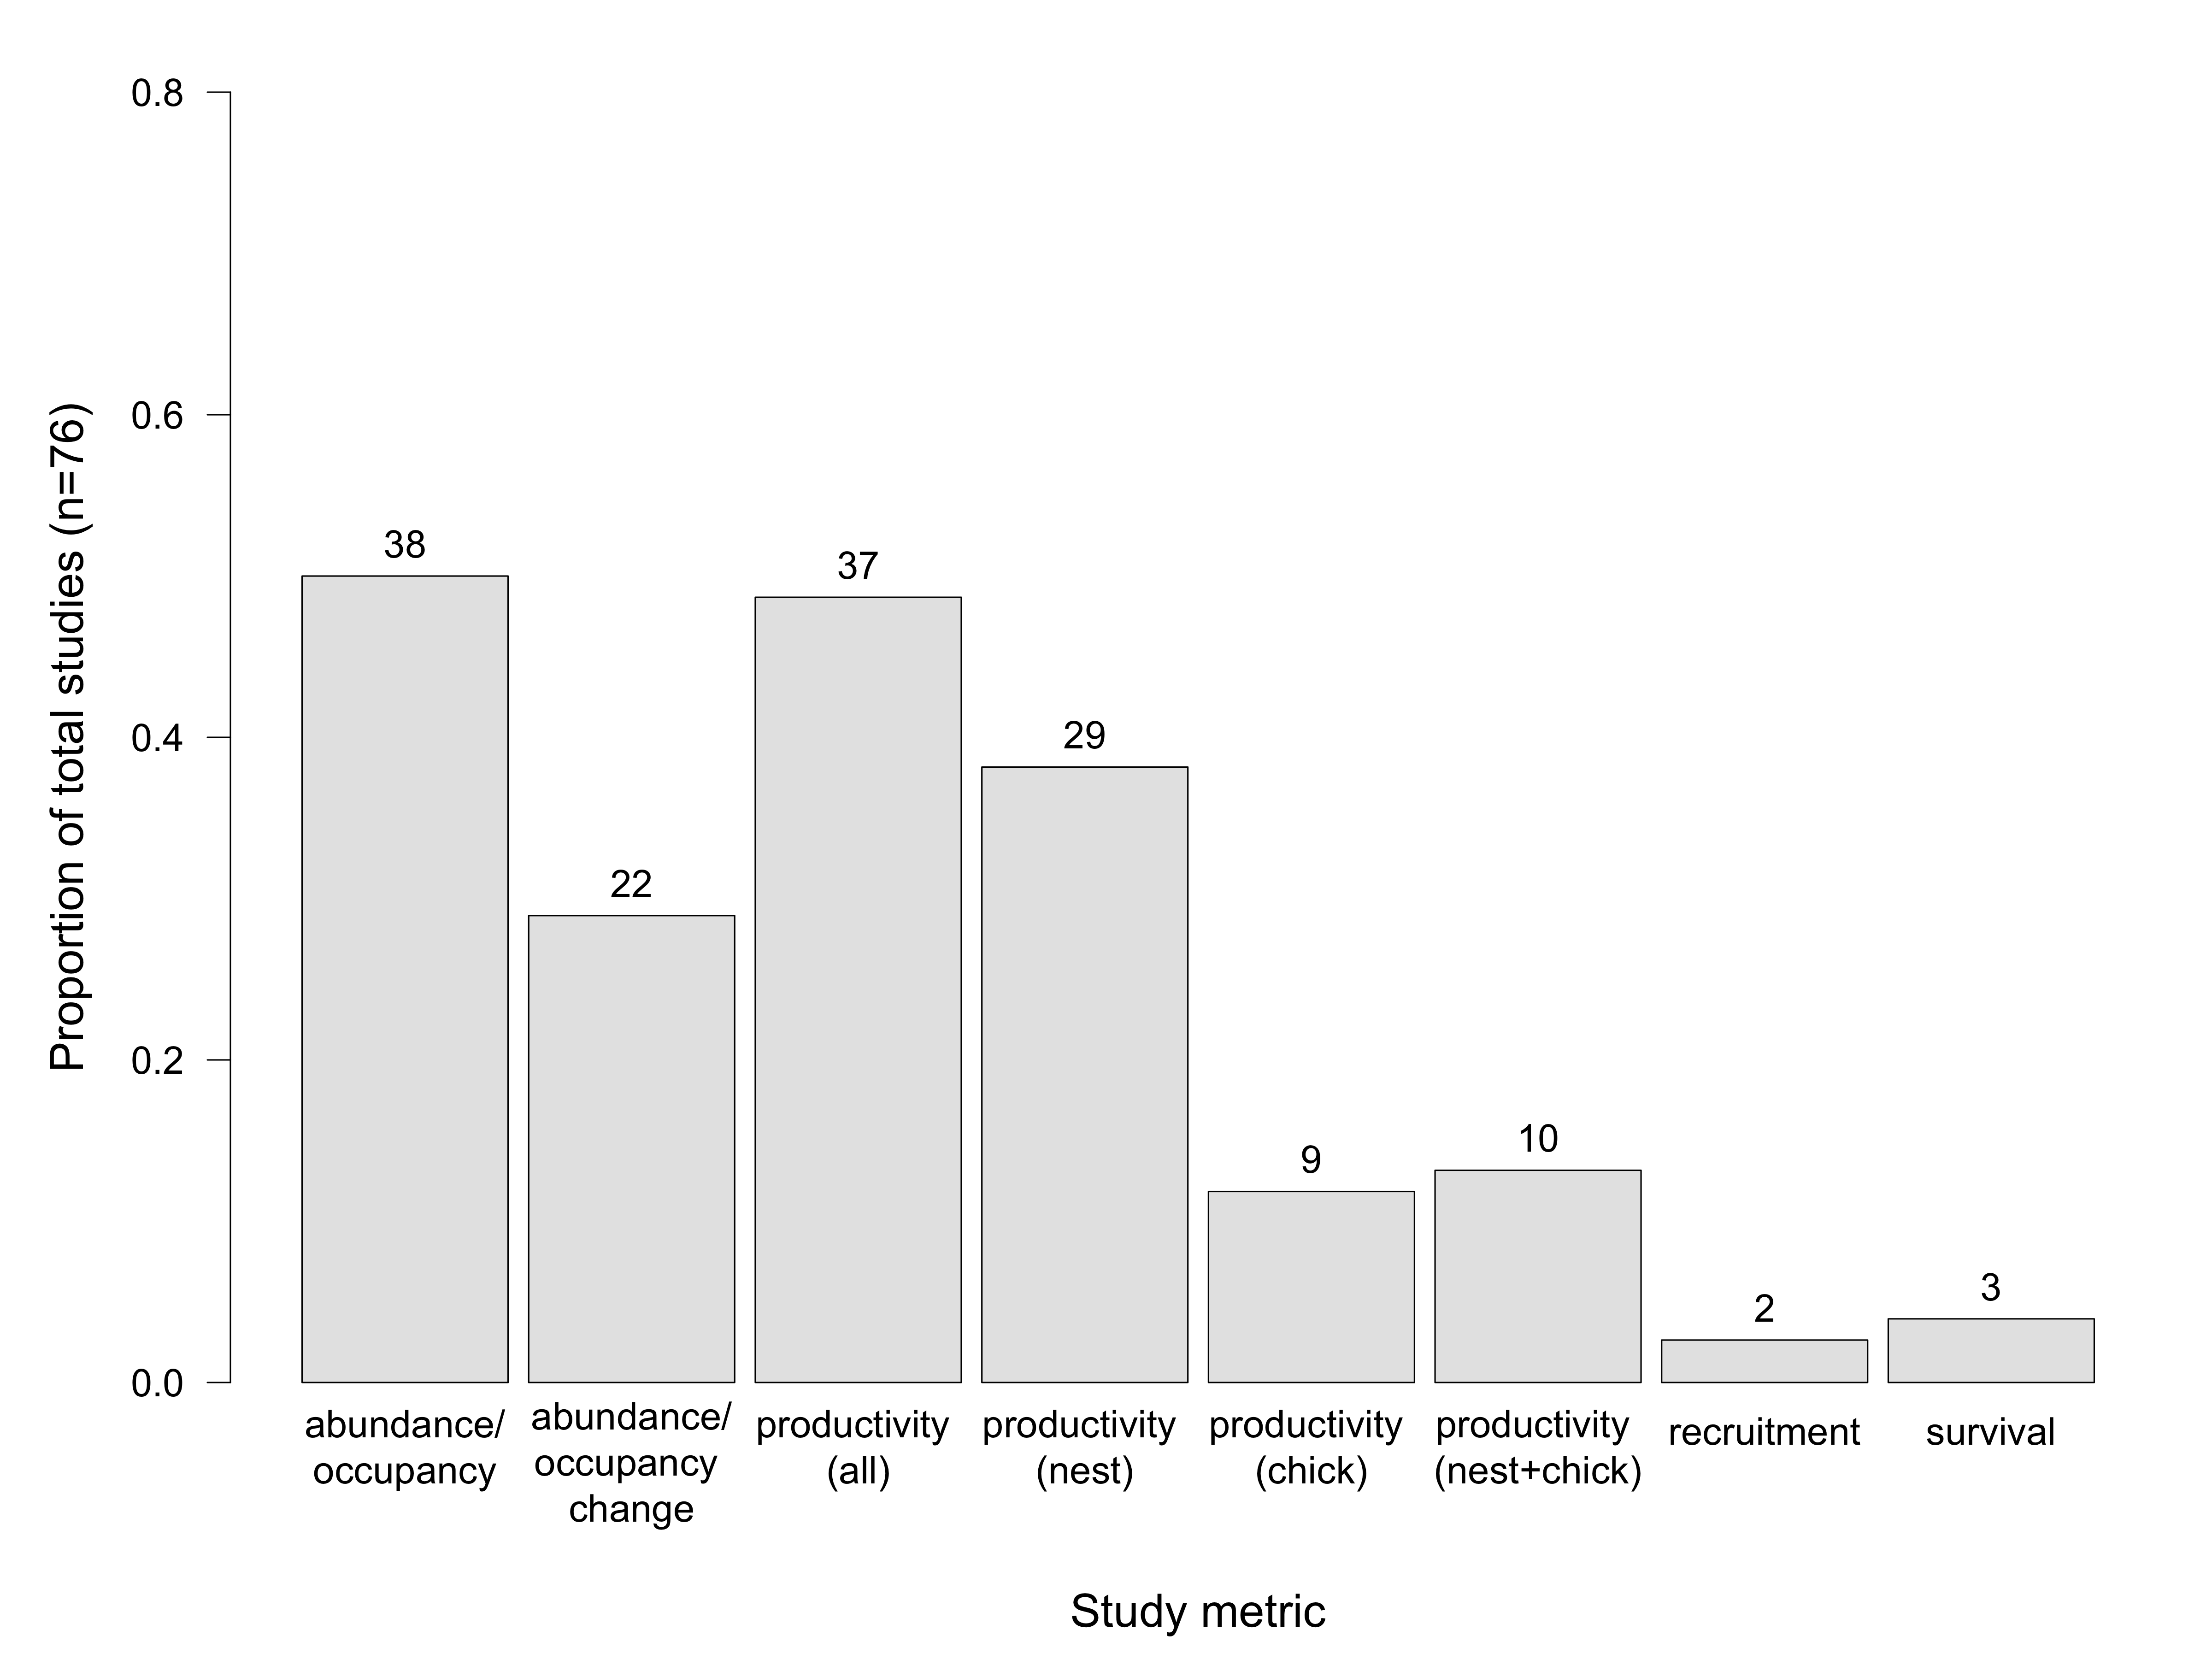 Proportion of total studies (n=76)
0.8
0.6
0.4
0.2
0.0
38
22
37
29
9
10
2
3
abundance/
occupancy
abundance/
occupancy
change
productivity
(all)
productivity
(nest)
productivity
(chick)
productivity
(nest+chick)
recruitment
survival
Study metric